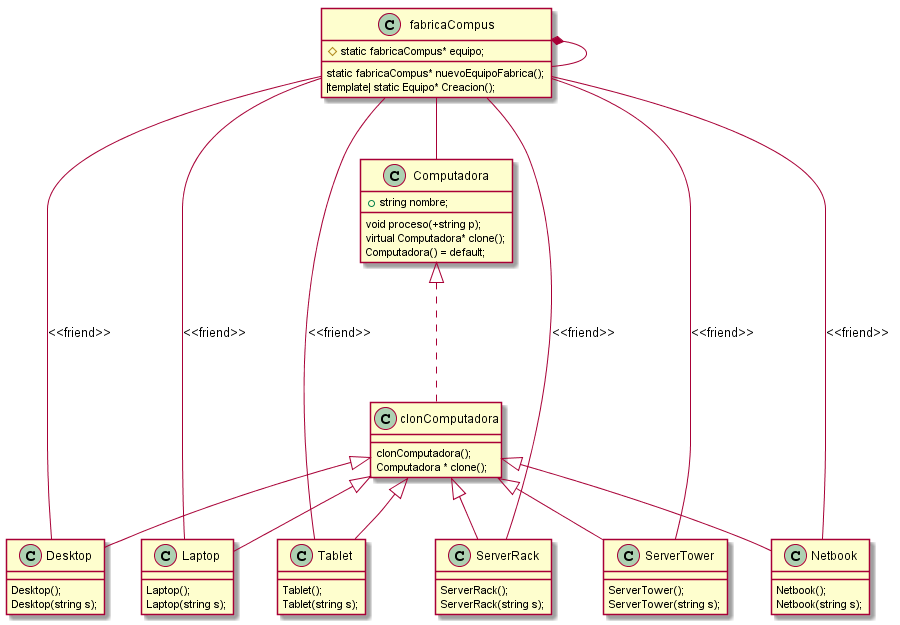 C fabricaCompus
static fabricaCompus* equipo;
static fabricaCompus* nuevoEquipoFabrica();
|template| static Equipo* Creacion();
C Computadora
string nombre;
void proceso(+string p);
virtual Computadora* clone();
Computadora() = default;
<<friend>> <<friend>> <<friend>> <<friend>> <<friend>> <<friend>>
C clonComputadora
clonComputadora();
Computadora * clone();
C Desktop
Desktop();
Desktop(string s);
C Laptop
Laptop();
Laptop(string s);
C Tablet
Tablet();
Tablet(string s);
C ServerRack
ServerRack();
ServerRack(string s);
C ServerTower
ServerTower();
ServerTower(string s);
C Netbook
Netbook();
Netbook(string s);